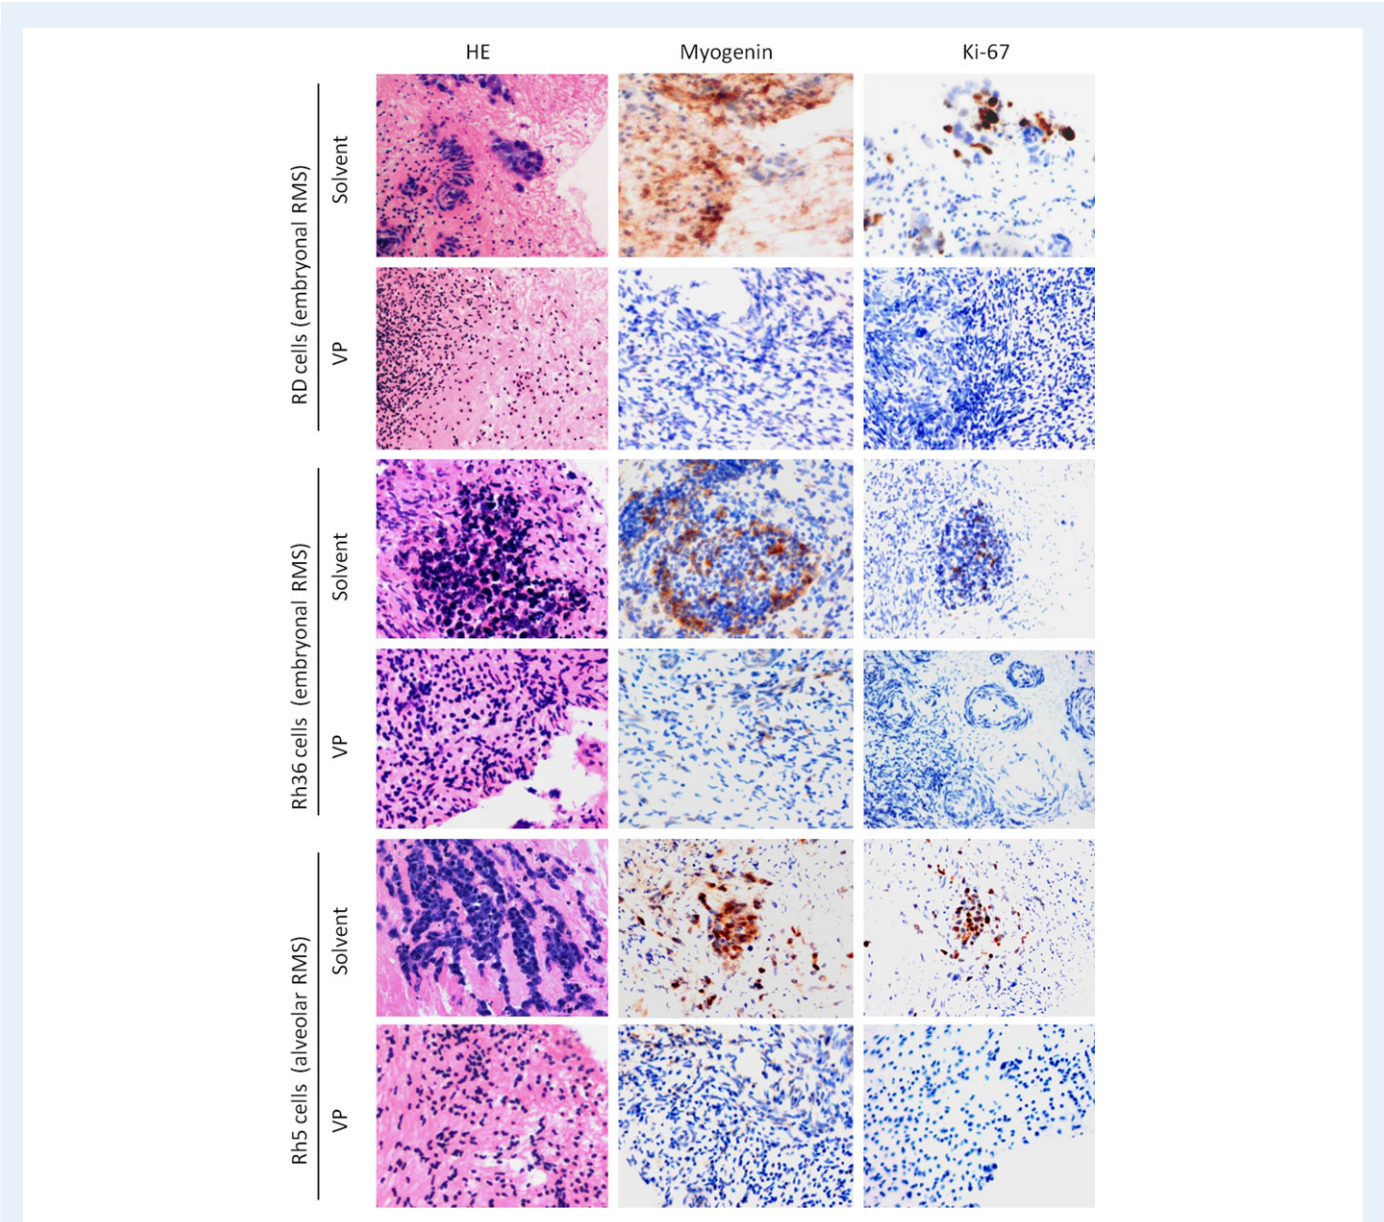 HE Myogenin Ki-67
RD cells (embryonal RMS)
Solvent
VP
Rh36 cells (embryonal RMS)
Solvent
VP
Rh5 cells (alveolar RMS)
Solvent
VP